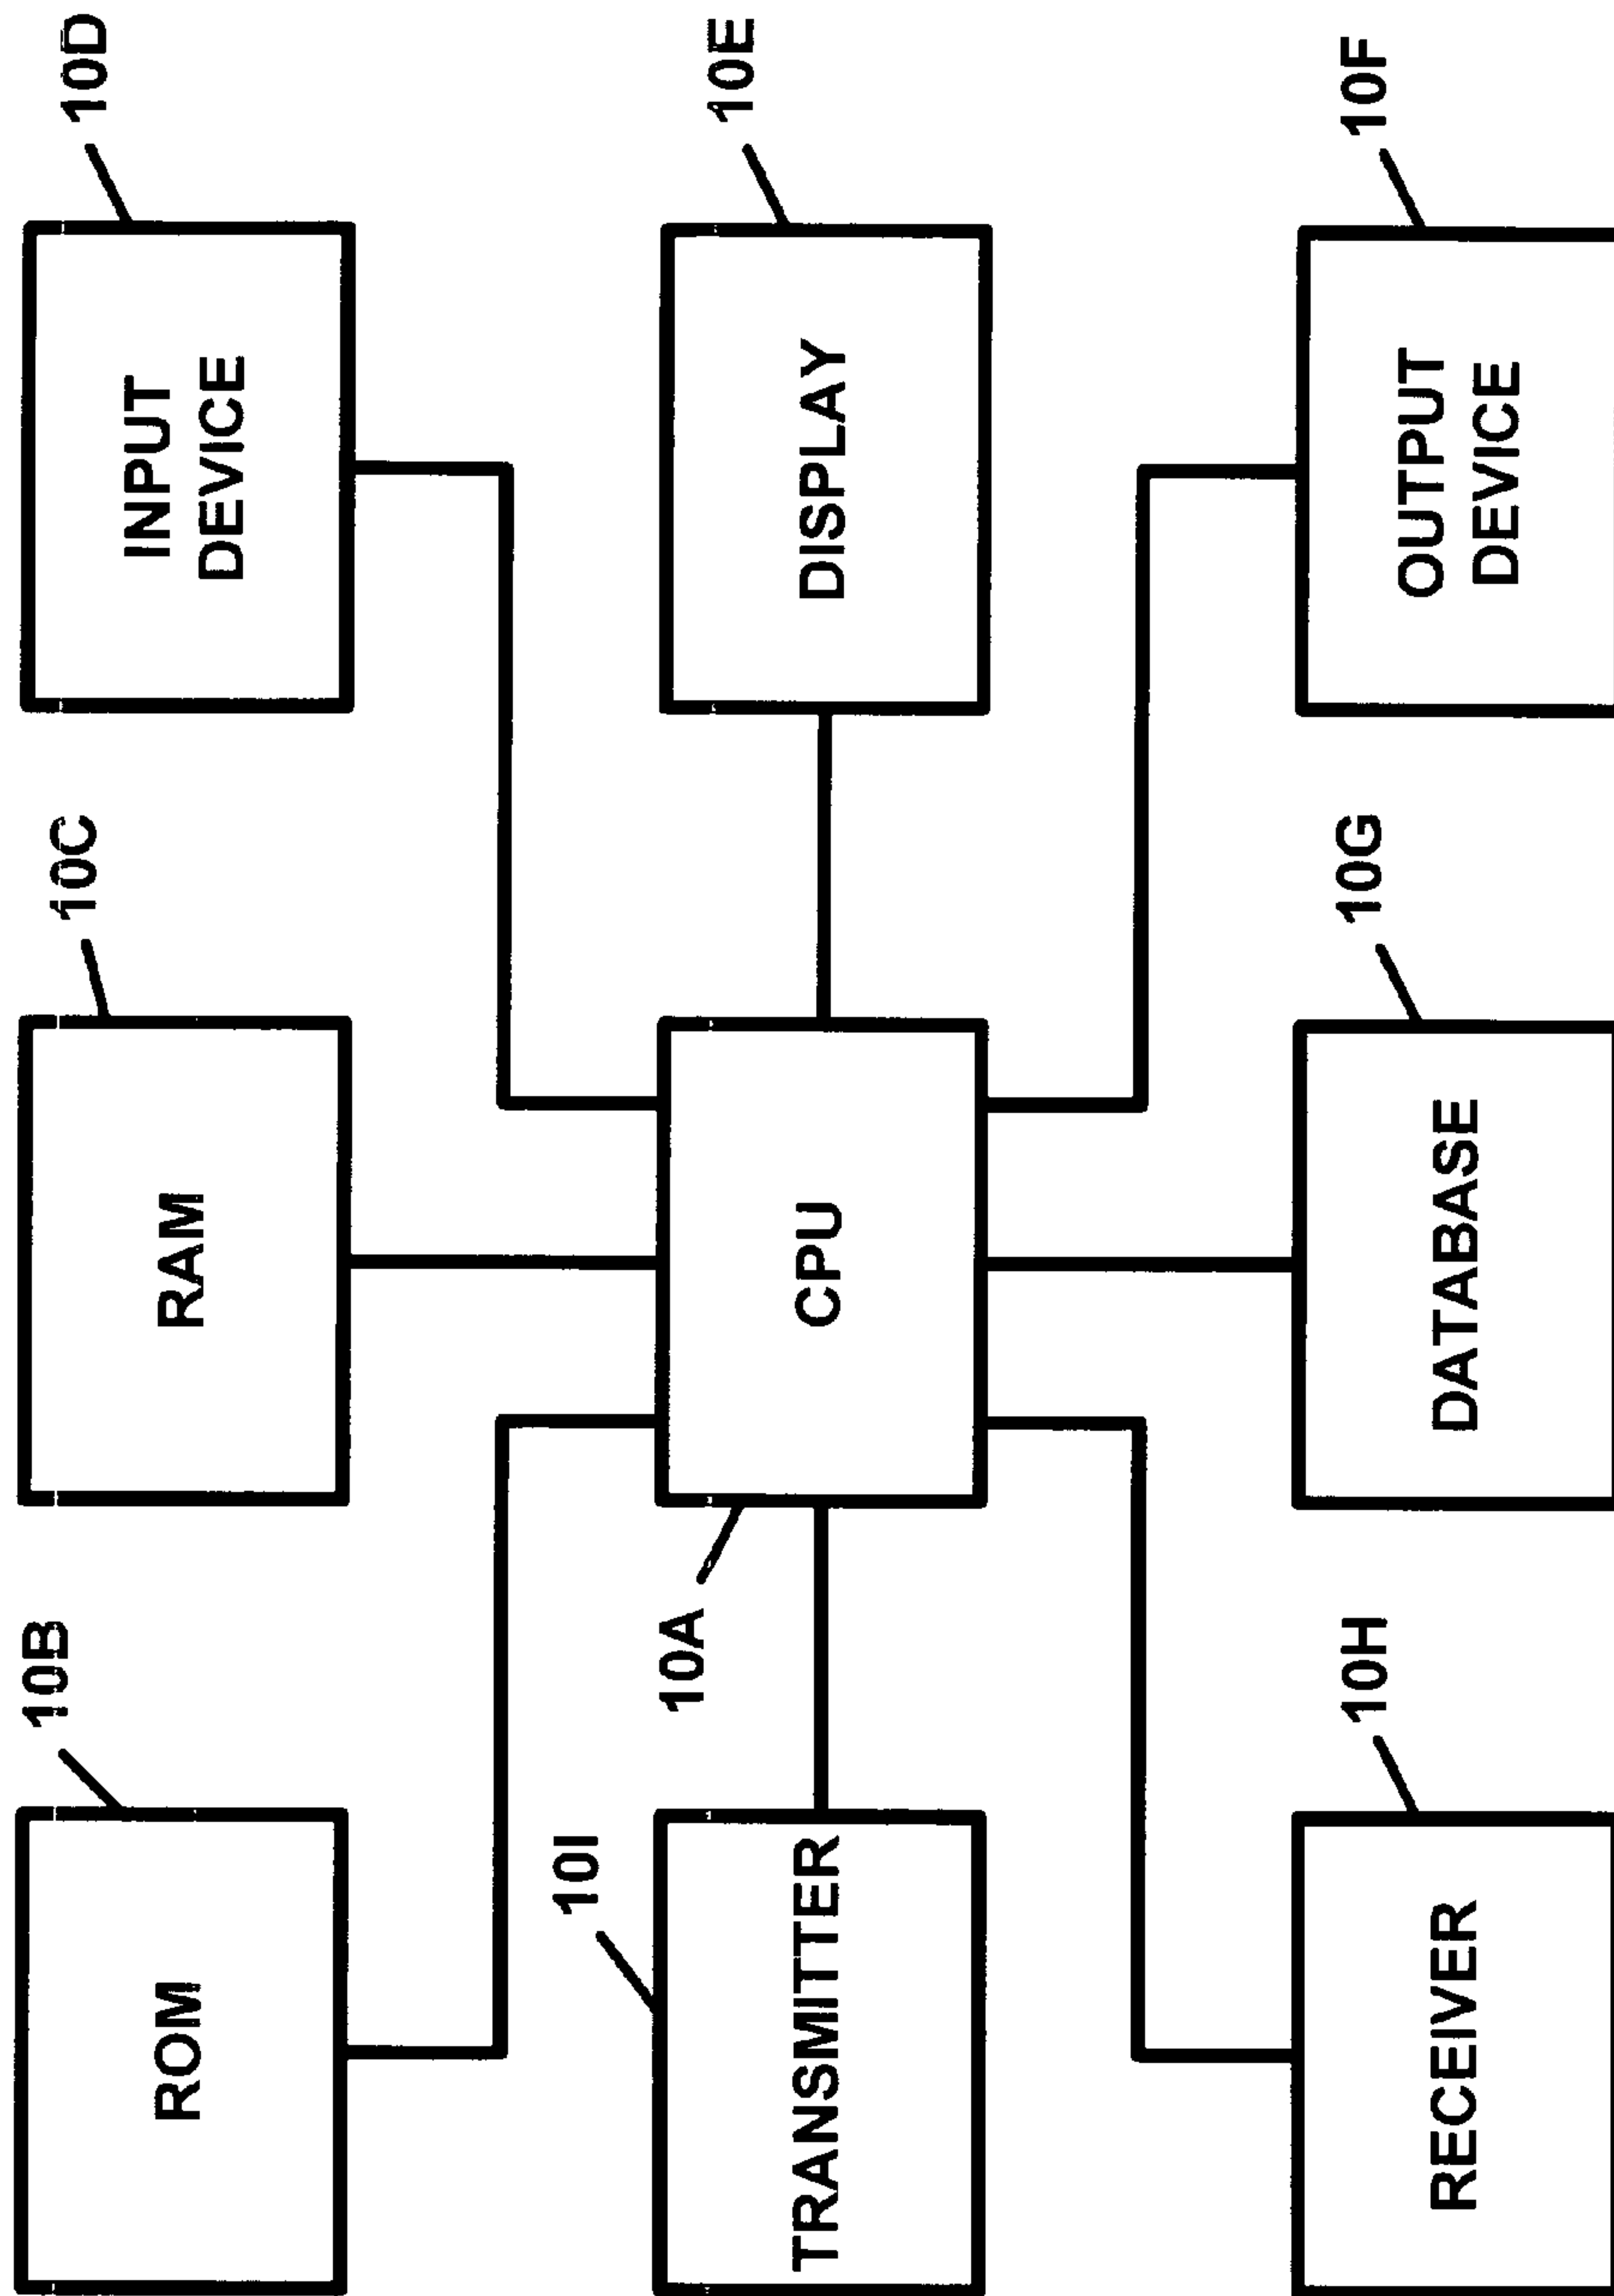 10B
ROM
10C
RAM
10D
INPUT
DEVICE
10I
TRANSMITTER
10A
CPU
10E
DISPLAY
10H
RECEIVER
10G
DATABASE
10F
OUTPUT
DEVICE